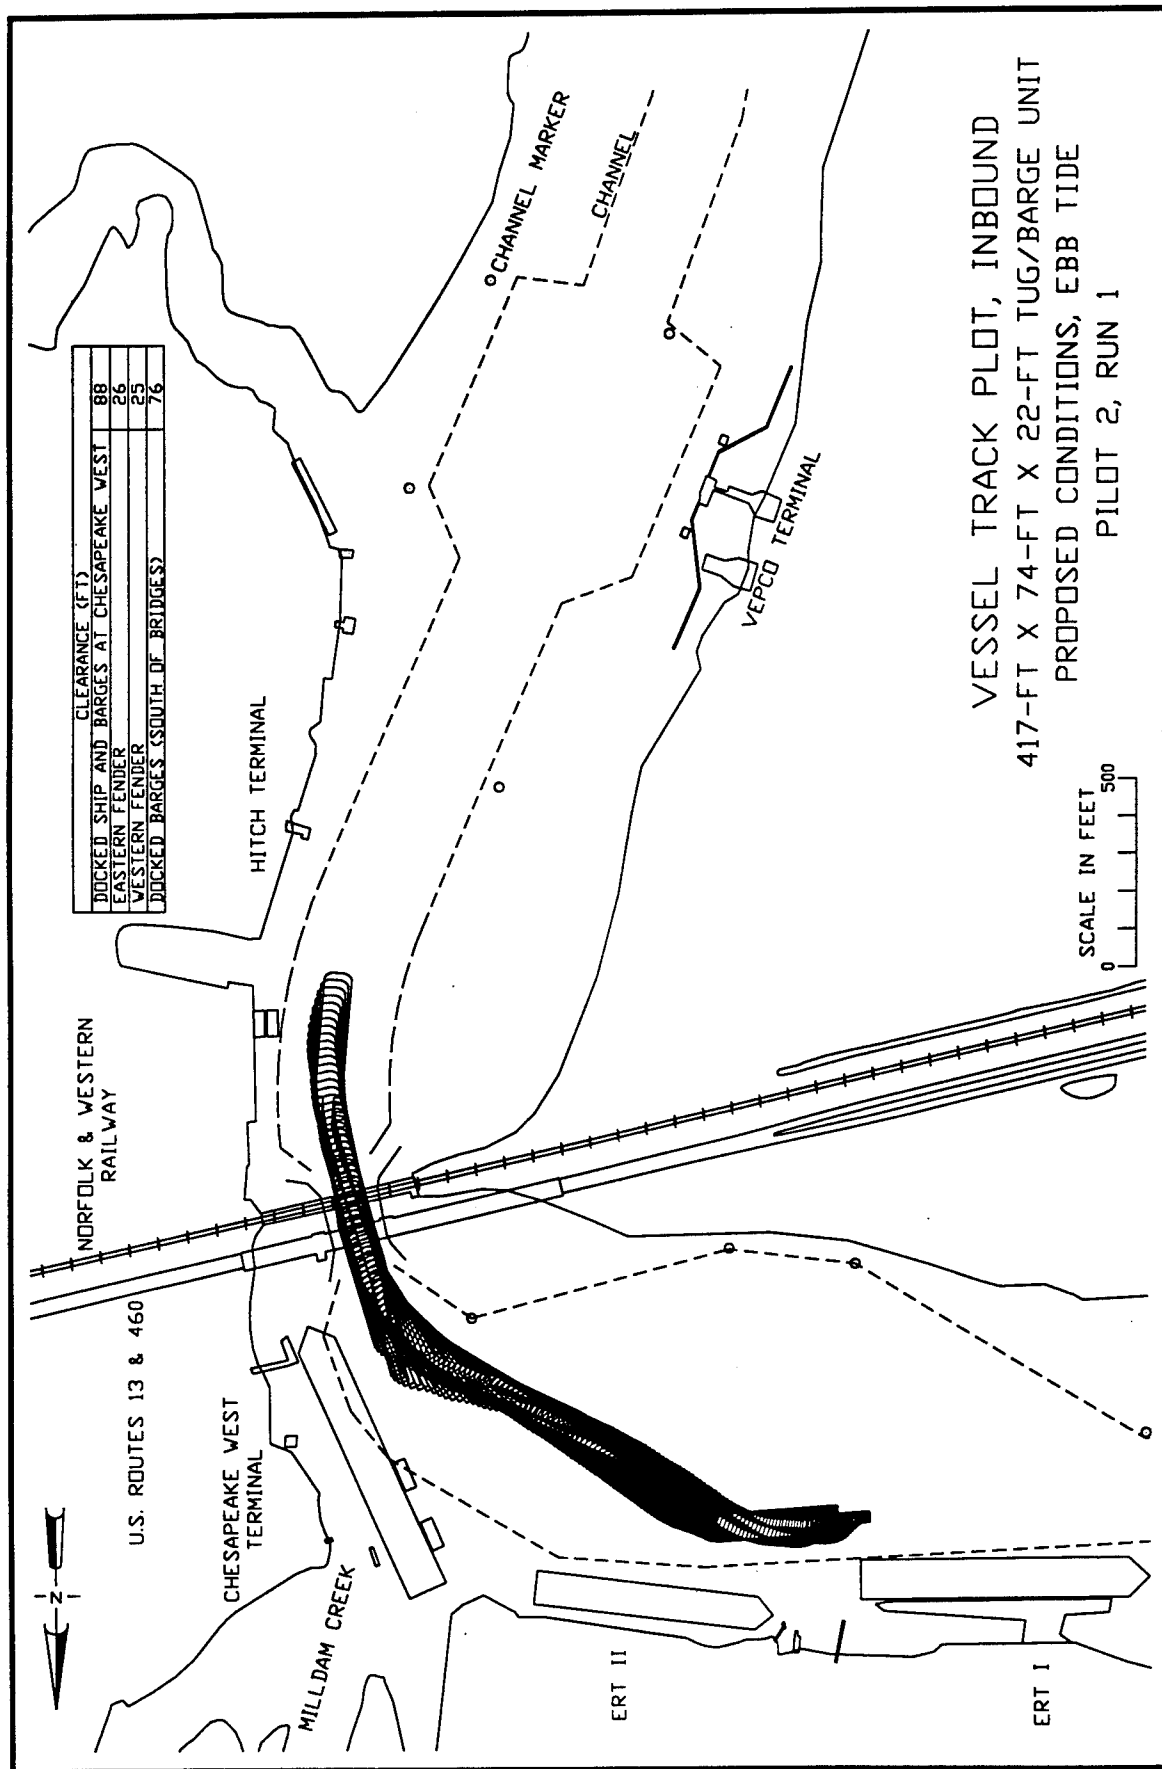 CLEARANCE (FT)
DOCKED SHIP AND BARGES AT CHESAPEAKE WEST 88
EASTERN FENDER 26
WESTERN FENDER 25
DOCKED BARGES (SOUTH OF BRIDGES) 76
CHANNEL MARKER
CHANNEL
HITCH TERMINAL
NORFOLK & WESTERN
RAILWAY
U.S. ROUTES 13 & 460
CHESAPEAKE WEST
TERMINAL
N
MILLDAM CREEK
ERT II
ERT I
VEPCO TERMINAL
SCALE IN FEET
0 500
VESSEL TRACK PLOT, INBOUND
417-FT X 74-FT X 22-FT TUG/BARGE UNIT
PROPOSED CONDITIONS, EBB TIDE
PILOT 2, RUN 1